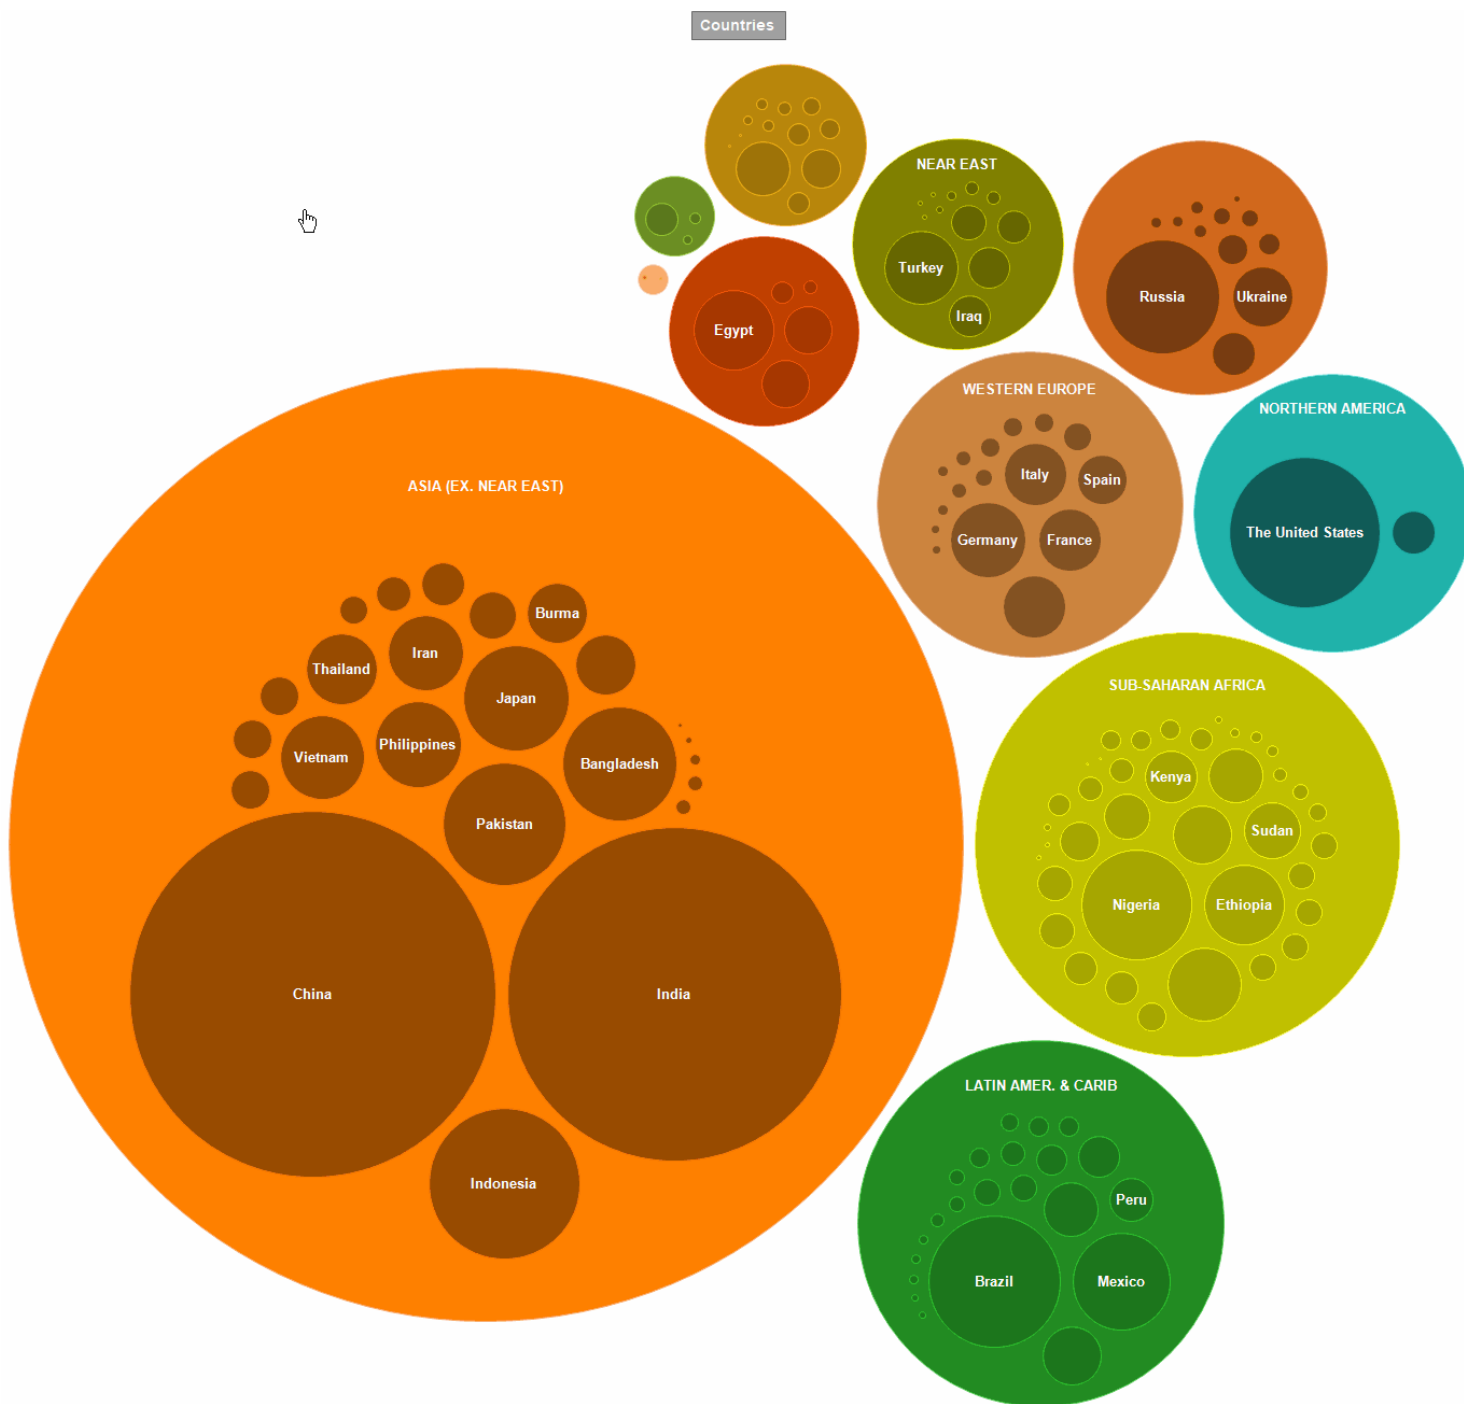 Countries
NEAR EAST
Turkey
Iraq
Russia
Ukraine
Egypt
WESTERN EUROPE
Italy
Spain
Germany
France
NORTHERN AMERICA
The United States
ASIA (EX. NEAR EAST)
Burma
Iran
Thailand
Japan
Philippines
Vietnam
Bangladesh
Pakistan
China
India
Indonesia
SUB-SAHARAN AFRICA
Kenya
Sudan
Nigeria
Ethiopia
LATIN AMER. & CARIB
Peru
Brazil
Mexico